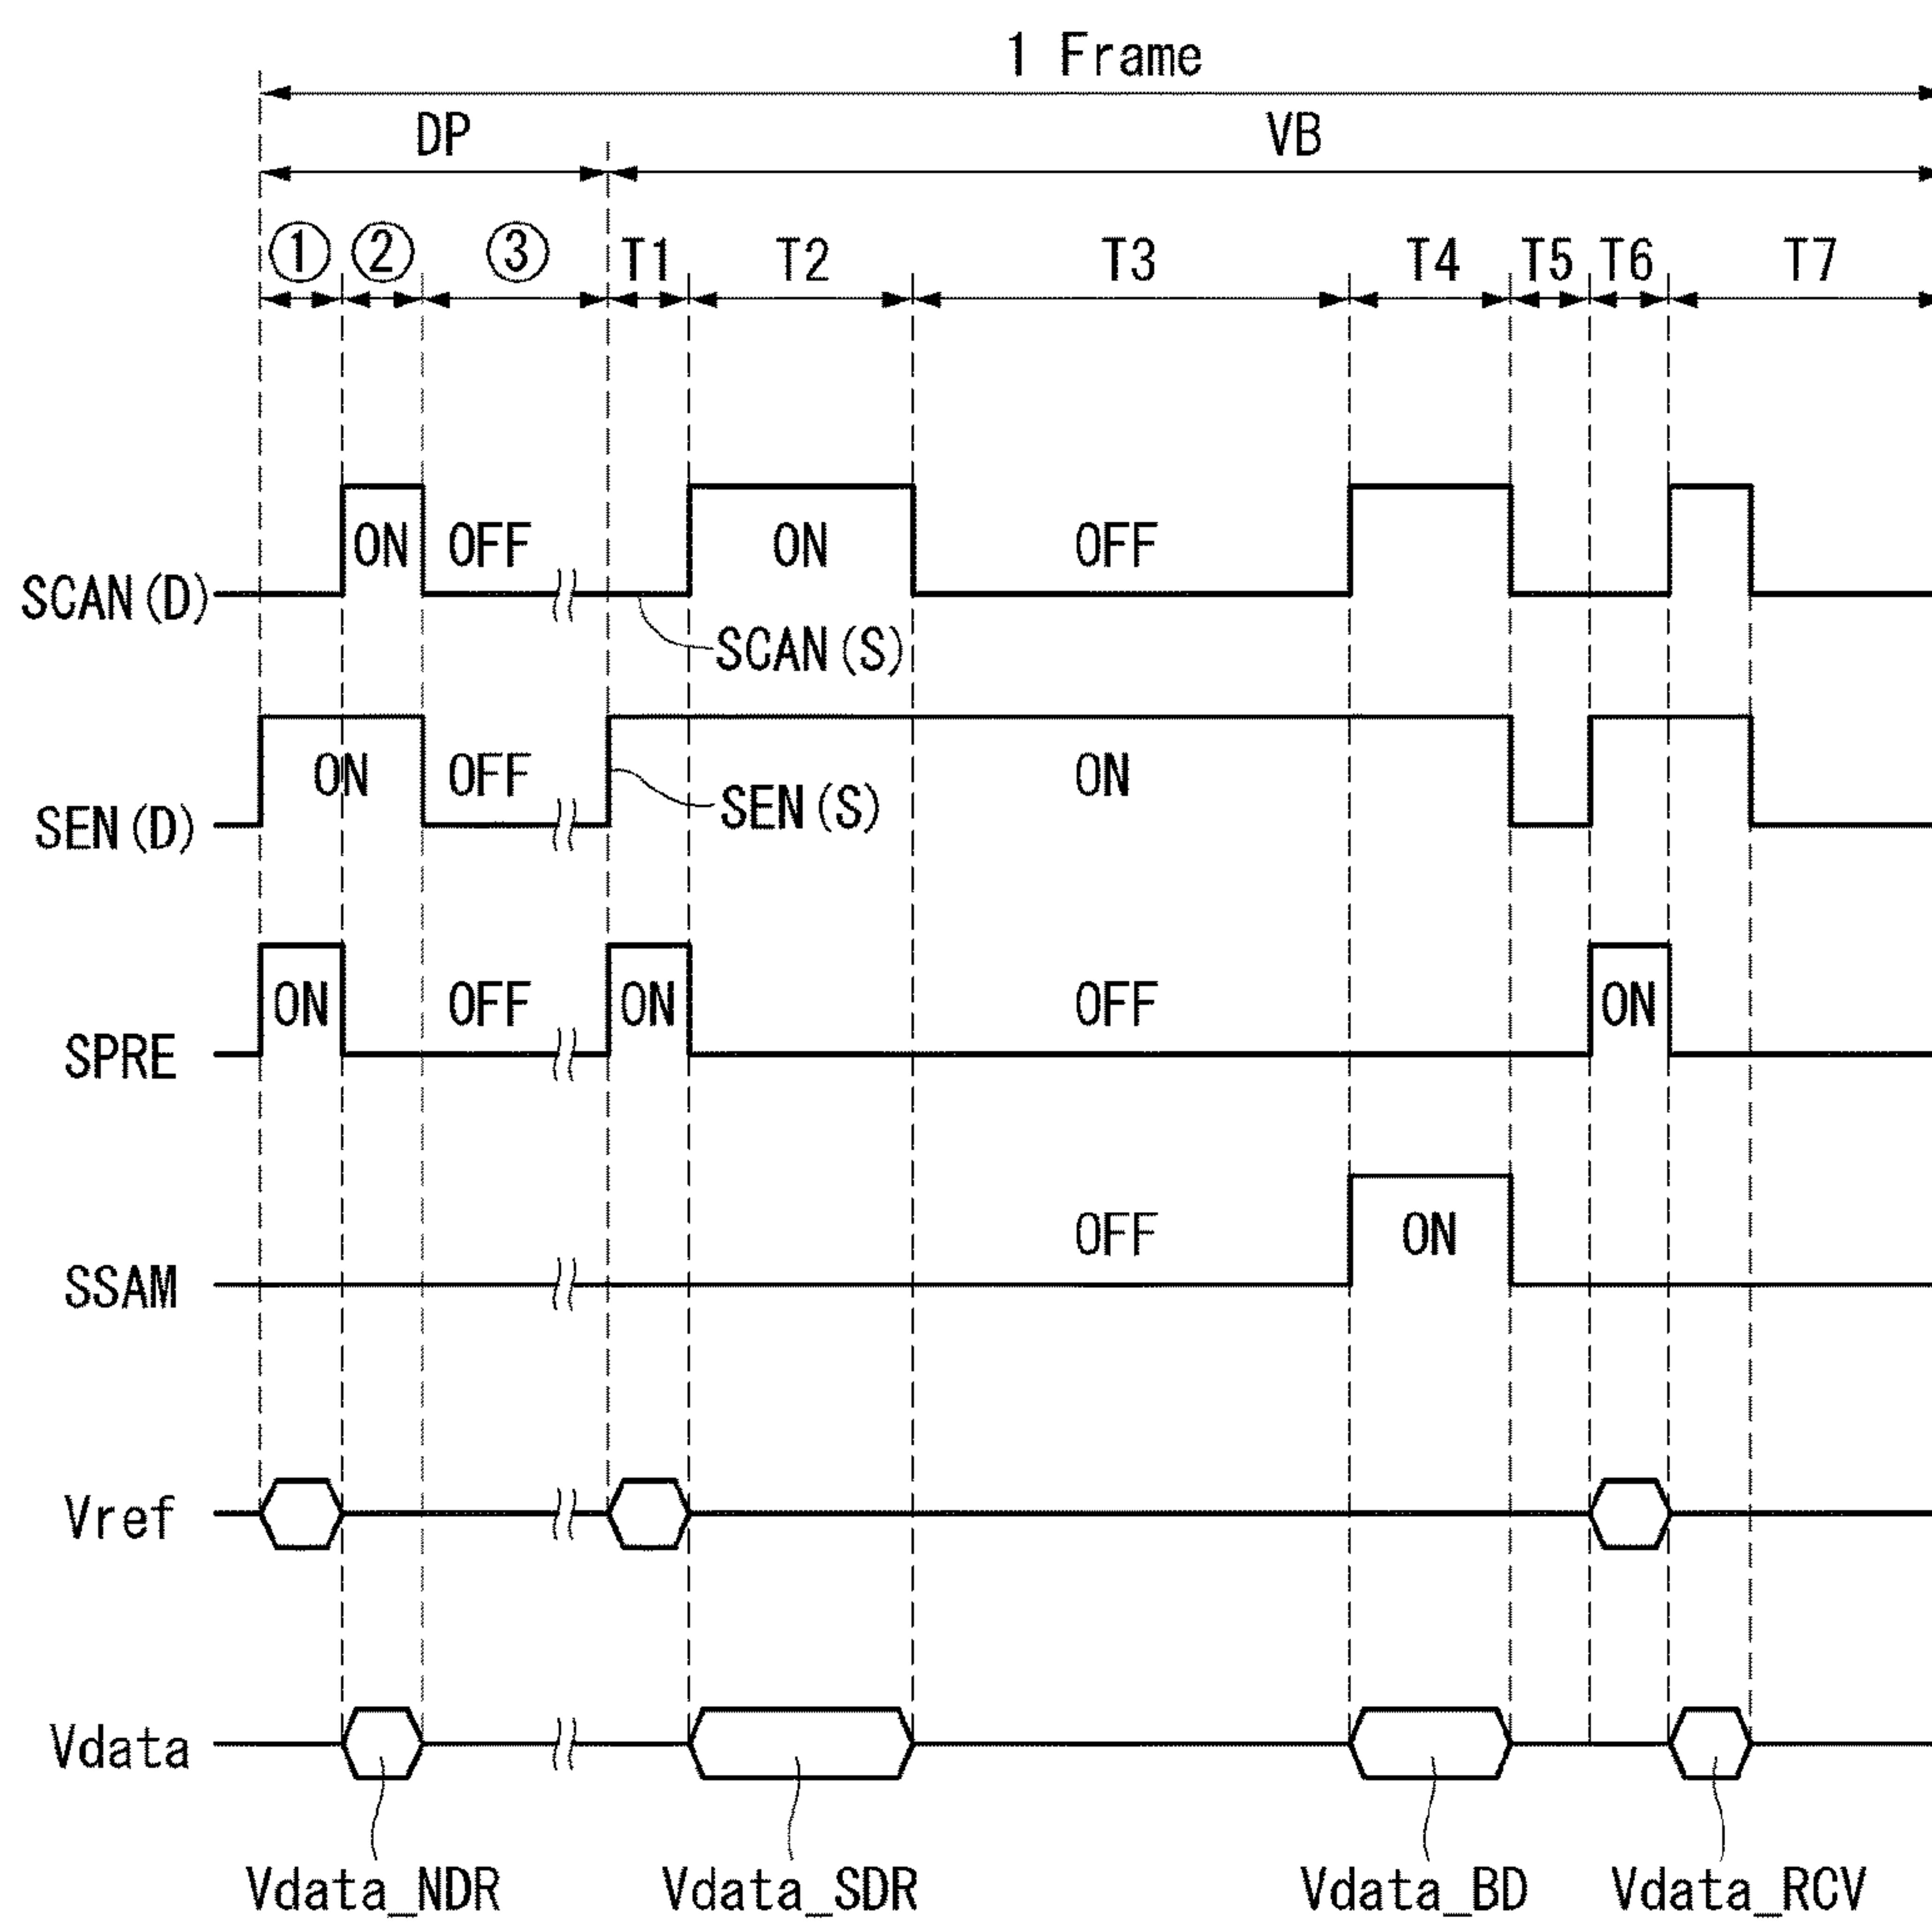 1 Frame
DP VB
① ② ③ T1 T2 T3 T4 T5 T6 T7
ON OFF ON OFF
SCAN(D)
SCAN(S)
ON OFF ON
SEN(S)
SEN(D)
ON OFF ON OFF ON
SPRE
OFF ON
SSAM
Vref
Vdata
Vdata_NDR Vdata_SDR Vdata_BD Vdata_RCV